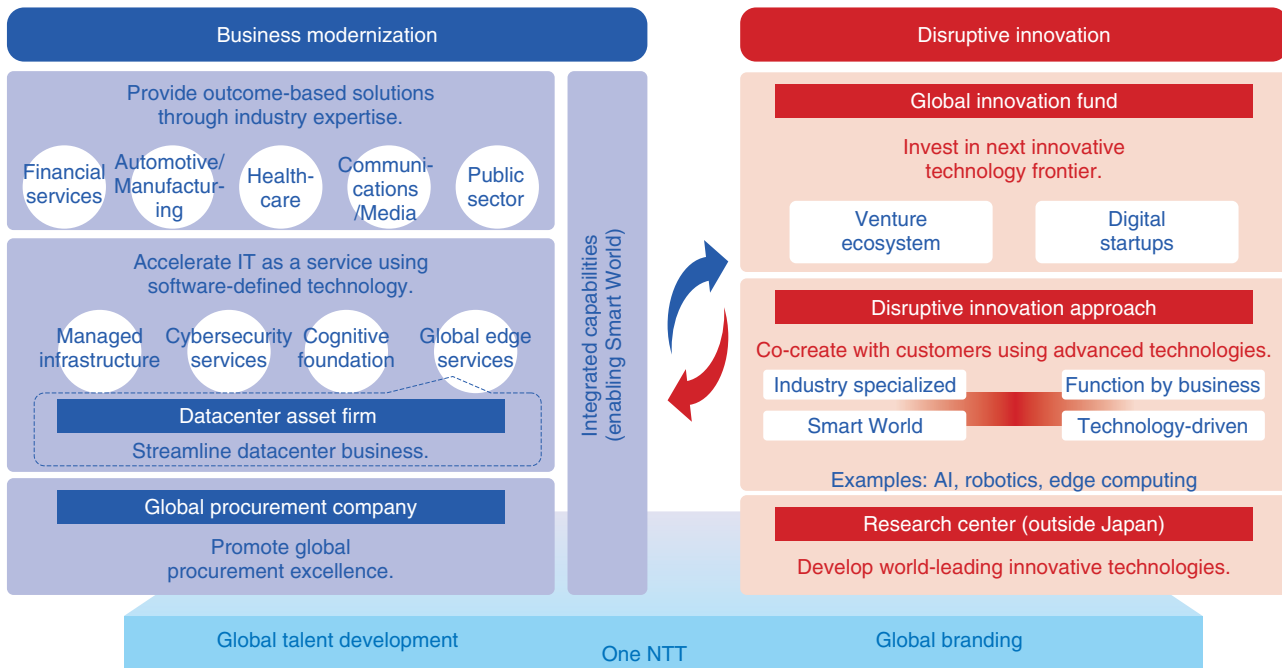 Business modernization
Provide outcome-based solutions
through industry expertise.
Financial
services
Automotive/
Manufactur-
ing
Health-
care
Communi-
cations
/Media
Public
sector
Accelerate IT as a service using
software-defined technology.
Managed
infrastructure
Cybersecurity
services
Cognitive
foundation
Global edge
services
Datacenter asset firm
Streamline datacenter business.
Global procurement company
Promote global
procurement excellence.
Integrated capabilities
(enabling Smart World)
Disruptive innovation
Global innovation fund
Invest in next innovative
technology frontier.
Venture
ecosystem
Digital
startups
Disruptive innovation approach
Co-create with customers using advanced technologies.
Industry specialized
Function by business
Smart World
Technology-driven
Examples: AI, robotics, edge computing
Research center (outside Japan)
Develop world-leading innovative technologies.
Global talent development
One NTT
Global branding